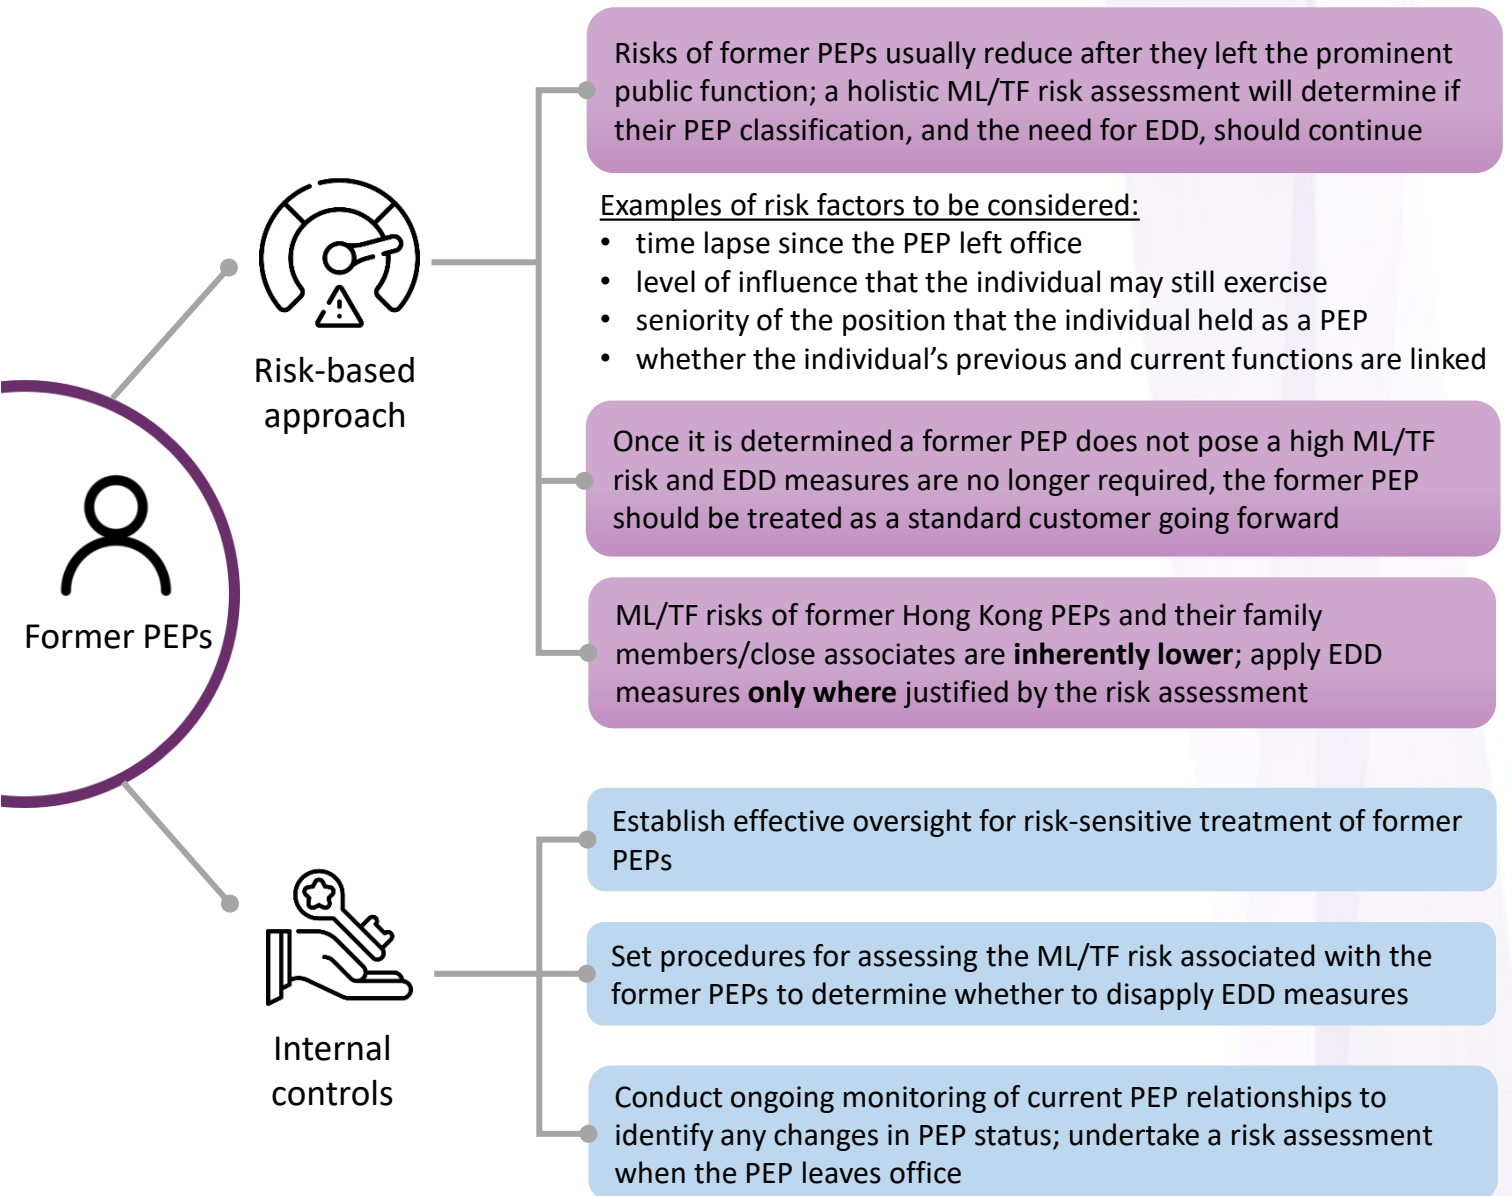 Former PEPs
Risk-based
approach
Risks of former PEPs usually reduce after they left the prominent
public function; a holistic ML/TF risk assessment will determine if
their PEP classification, and the need for EDD, should continue
Examples of risk factors to be considered:
• time lapse since the PEP left office
• level of influence that the individual may still exercise
• seniority of the position that the individual held as a PEP
• whether the individual's previous and current functions are linked
Once it is determined a former PEP does not pose a high ML/TF
risk and EDD measures are no longer required, the former PEP
should be treated as a standard customer going forward
ML/TF risks of former Hong Kong PEPs and their family
members/close associates are inherently lower; apply EDD
measures only where justified by the risk assessment
Internal
controls
Establish effective oversight for risk-sensitive treatment of former
PEPs
Set procedures for assessing the ML/TF risk associated with the
former PEPs to determine whether to disapply EDD measures
Conduct ongoing monitoring of current PEP relationships to
identify any changes in PEP status; undertake a risk assessment
when the PEP leaves office